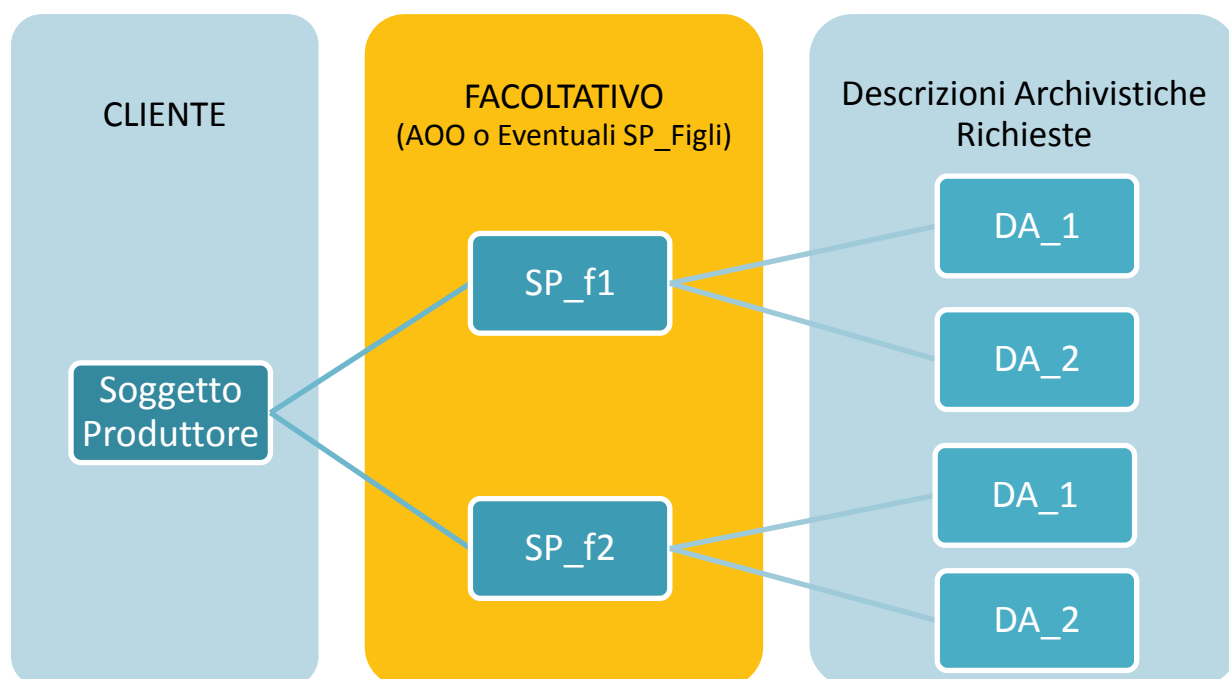 CLIENTE
FACOLTATIVO
(AOO o Eventuali SP_Figli)
Descrizioni Archivistiche
Richieste
Soggetto
Produttore
SP_f1
SP_f2
DA_1
DA_2
DA_1
DA_2